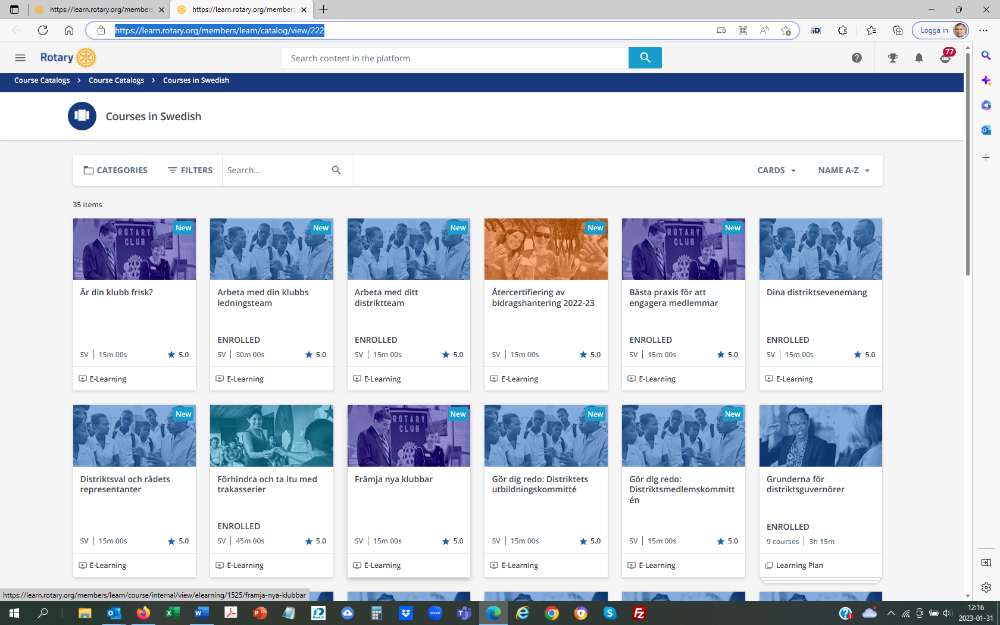 https://learn.rotary.org/members
https://learn.rotary.org/members
https://learn.rotary.org/members/learn/catalog/view/222
iD
Logga in
Rotary
Search content in the platform
77
Course Catalogs > Course Catalogs > Courses in Swedish
Courses in Swedish
CATEGORIES
FILTERS
Search...
CARDS
NAME A-Z
35 items
New
New
New
New
New
ROTARY
CLUB
ROTARY
CLUB
Är din klubb frisk?
SV | 15m 00s
5.0
E-Learning
Arbeta med din klubbs
ledningsteam
ENROLLED
SV | 30m 00s
5.0
E-Learning
Arbeta med ditt
distriktteam
ENROLLED
SV | 15m 00s
5.0
E-Learning
Återcertifiering av
bidragshantering 2022-23
SV | 15m 00s
5.0
E-Learning
Bästa praxis för att
engagera medlemmar
ENROLLED
SV | 15m 00s
5.0
E-Learning
Dina distriktsevenemang
ENROLLED
SV | 15m 00s
5.0
E-Learning
New
Distriktsval och rådets
representanter
SV | 15m 00s
5.0
E-Learning
Förhindra och ta itu med
trakasserier
ENROLLED
SV | 45m 00s
5.0
E-Learning
New
ROTARY
CLUB
Främja nya klubbar
SV | 15m 00s
5.0
E-Learning
New
Gör dig redo: Distriktets
utbildningskommitté
SV | 15m 00s
5.0
E-Learning
New
Gör dig redo:
Distriktsmedlemskommitt
én
SV | 15m 00s
5.0
E-Learning
Grunderna för
distriktsguvernörer
ENROLLED
9 courses | 3h 15m
Learning Plan
https://learn.rotary.org/members/learn/course/internal/view/elearning/1525/framja-nya-klubbar
zoom
BankID
12:16
2023-01-31